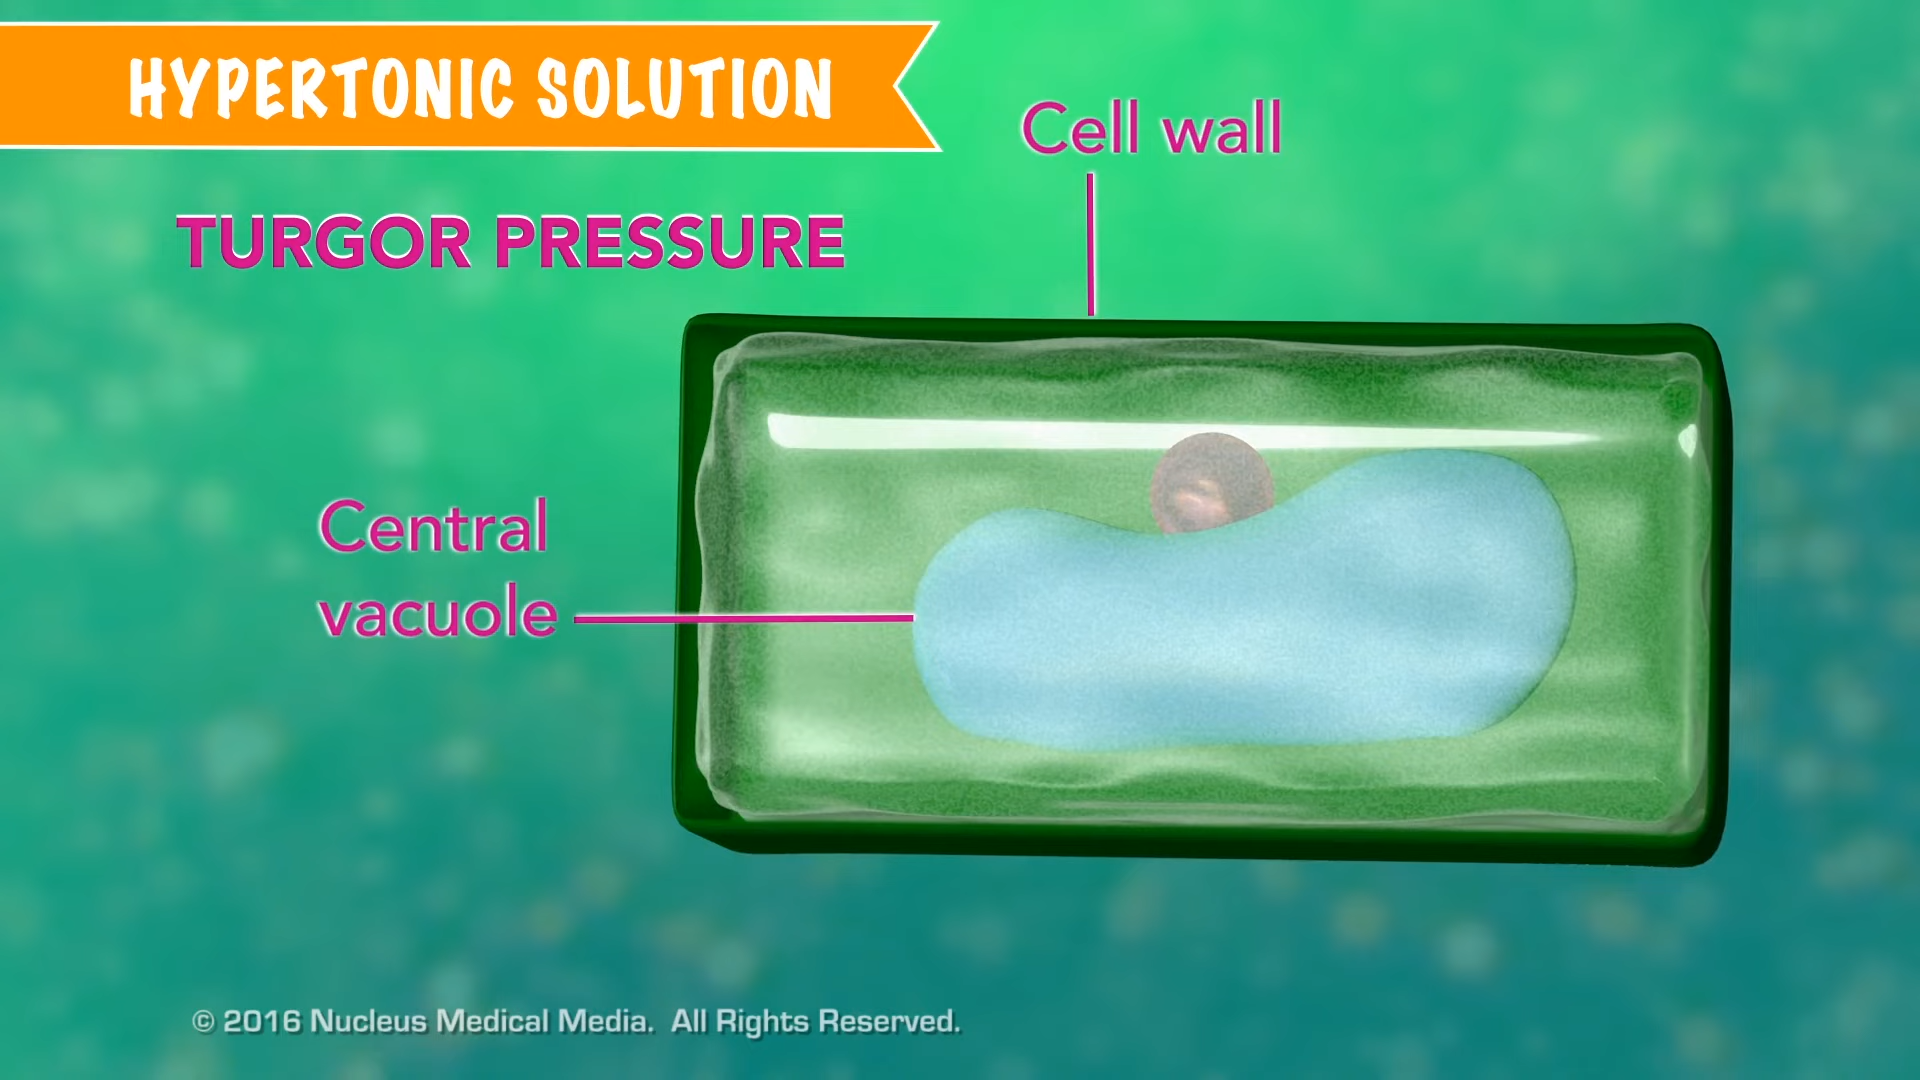 HYPERTONIC SOLUTION
TURGOR PRESSURE
Cell wall
Central
vacuole
© 2016 Nucleus Medical Media. All Rights Reserved.